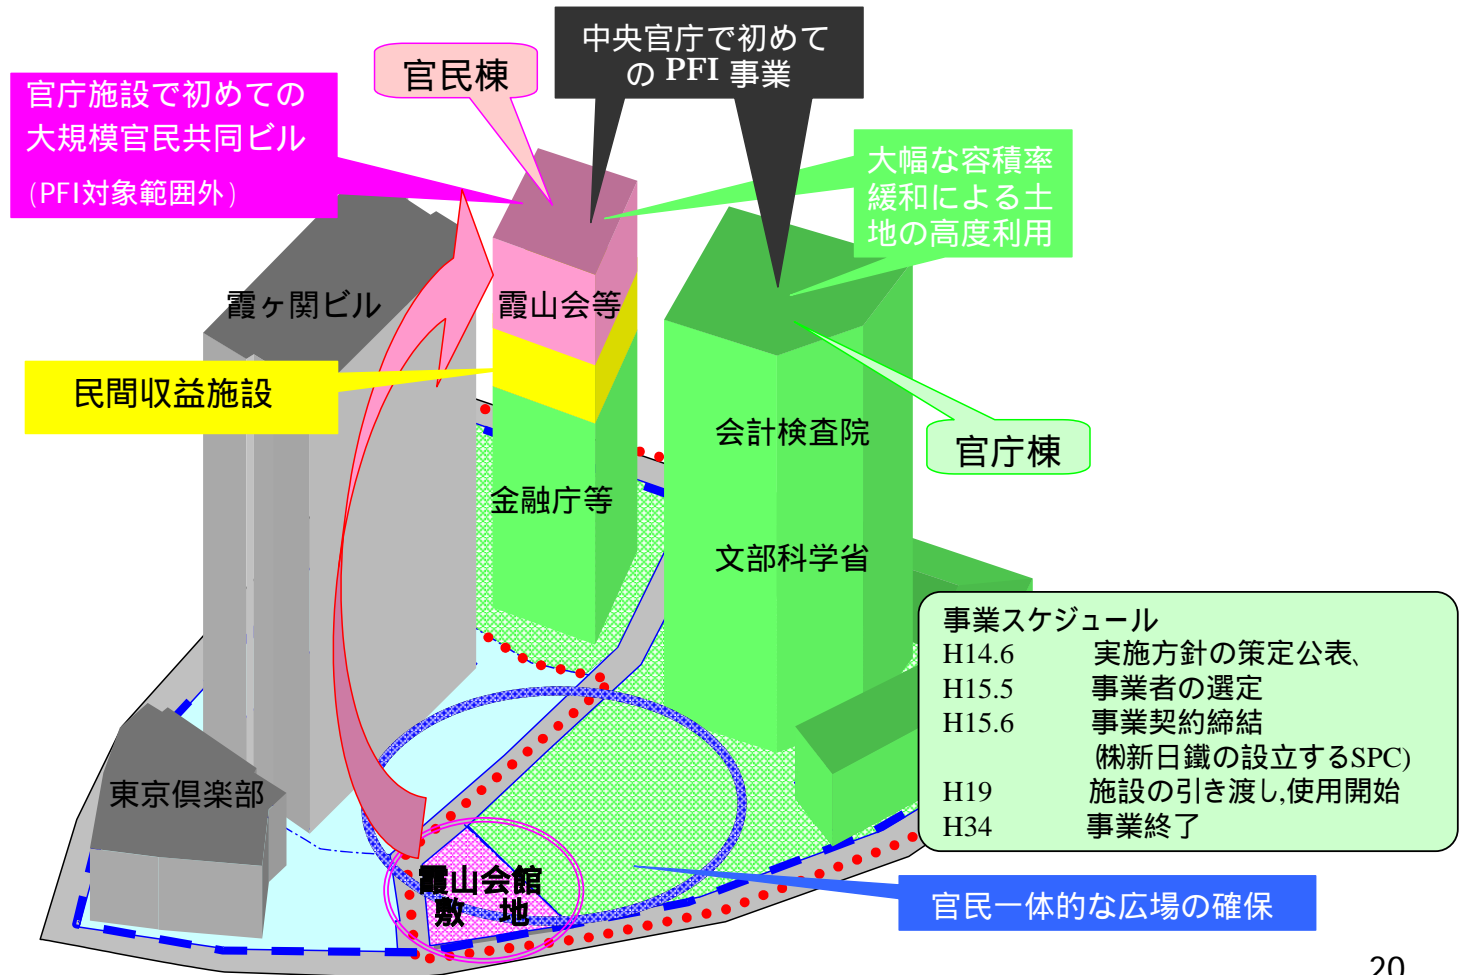 中央官庁で初めて
の PFI 事業
官民棟
官庁施設で初めての
大規模官民共同ビル
(PFI対象範囲外)
大幅な容積率
緩和による土
地の高度利用
霞ヶ関ビル
霞山会等
民間収益施設
会計検査院
官庁棟
金融庁等
文部科学省
事業スケジュール
H14.6 実施方針の策定公表、
H15.5 事業者の選定
H15.6 事業契約締結
(㈱新日鐵の設立するSPC)
H19 施設の引き渡し,使用開始
H34 事業終了
東京倶楽部
霞山会館
敷 地
官民一体的な広場の確保
20